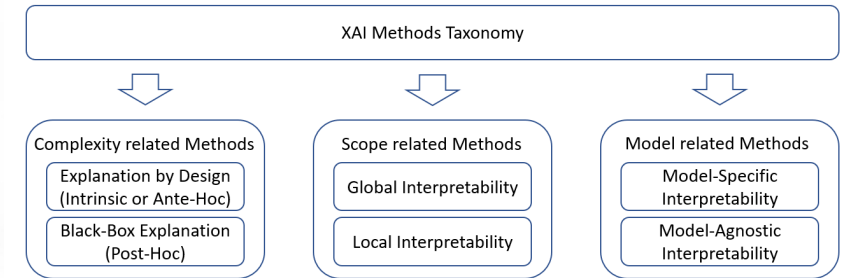 XAI Methods Taxonomy
Complexity related Methods
Explanation by Design
(Intrinsic or Ante-Hoc)
Black-Box Explanation
(Post-Hoc)
Scope related Methods
Global Interpretability
Local Interpretability
Model related Methods
Model-Specific
Interpretability
Model-Agnostic
Interpretability